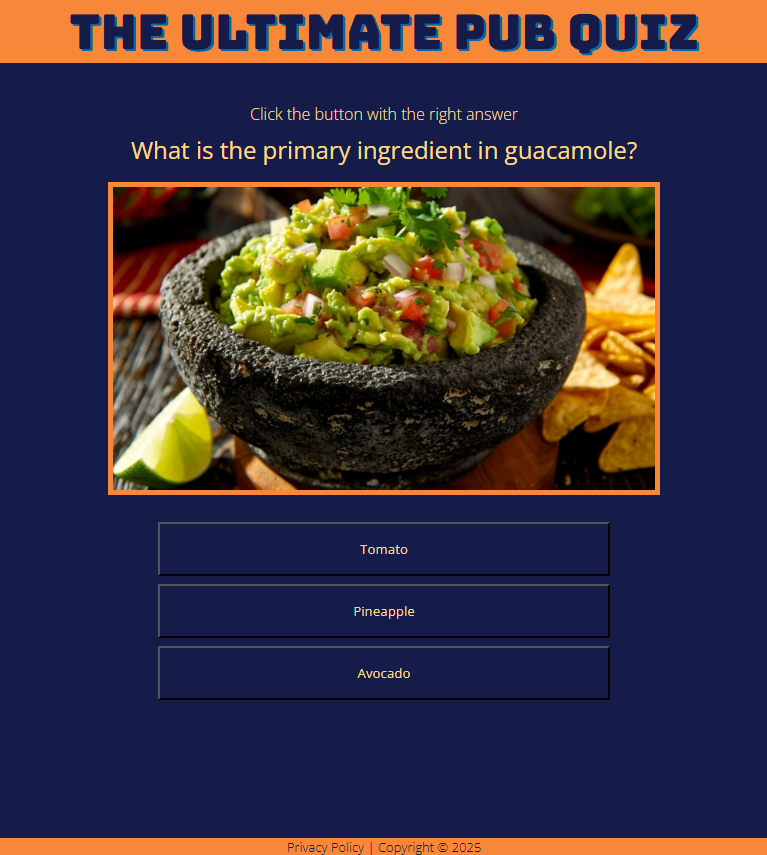 THE ULTIMATE PUB QUIZ
Click the button with the right answer
What is the primary ingredient in guacamole?
Tomato
Pineapple
Avocado
Privacy Policy | Copyright © 2025